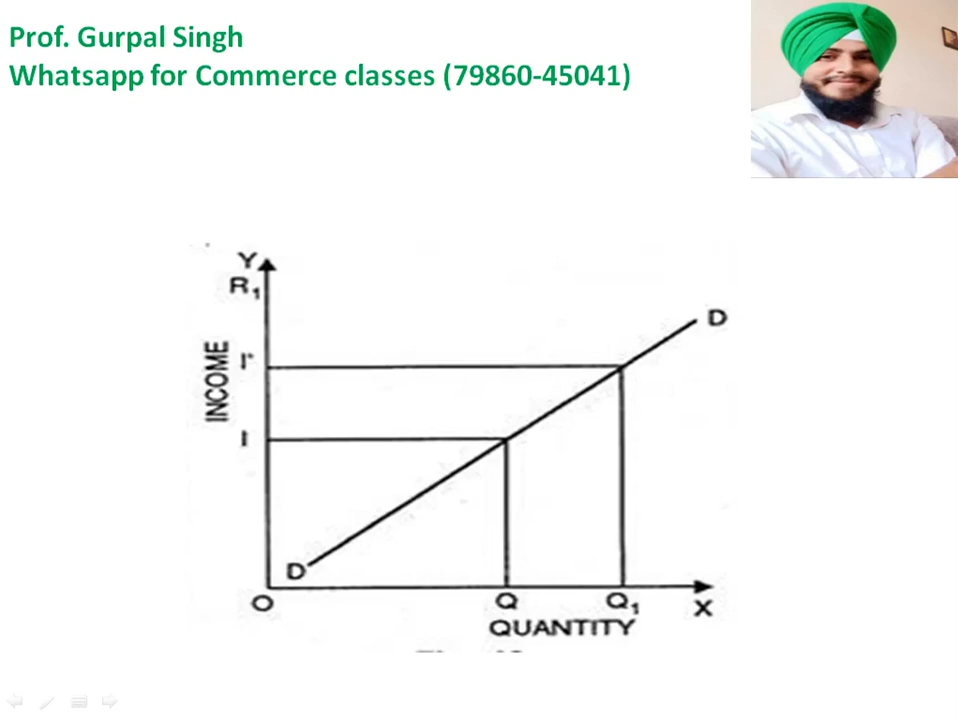 Prof. Gurpal Singh
Whatsapp for Commerce classes (79860-45041)
Y
R₁
INCOME
I'
I
D
D
O
Q
Q₁
X
QUANTITY